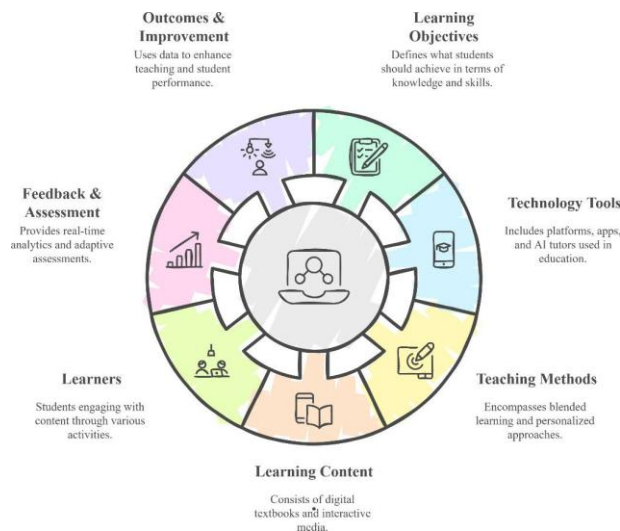 Outcomes &
Improvement
Uses data to enhance
teaching and student
performance.
Learning
Objectives
Defines what students
should achieve in terms of
knowledge and skills.
Feedback &
Assessment
Provides real-time
analytics and adaptive
assessments.
Technology Tools
Includes platforms, apps,
and AI tutors used in
education.
Learners
Students engaging with
content through various
activities.
Teaching Methods
Encompasses blended
learning and personalized
approaches.
Learning Content
Consists of digital
textbooks and interactive
media.